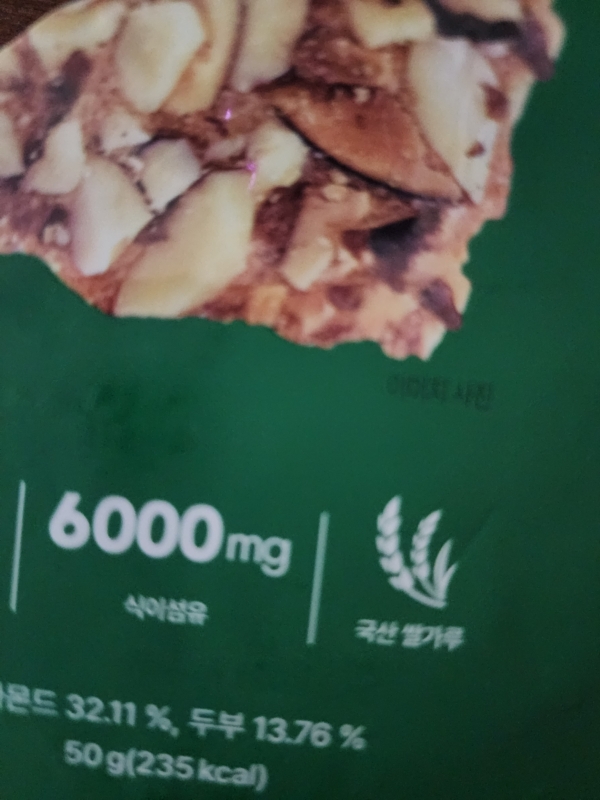 이미지 사진
6000mg
식이섬유
국산 쌀가루
몬드 32.11 %, 두부 13.76 %
50 g(235 kcal)